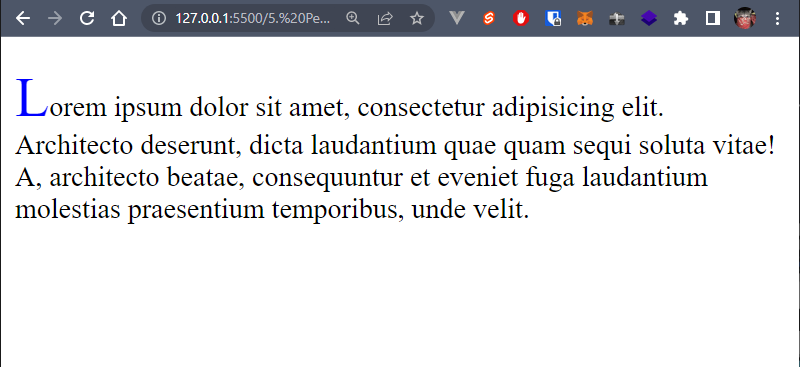 127.0.0.1:5500/5.%20Pe...
Lorem ipsum dolor sit amet, consectetur adipisicing elit.
Architecto deserunt, dicta laudantium quae quam sequi soluta vitae!
A, architecto beatae, consequuntur et eveniet fuga laudantium
molestias praesentium temporibus, unde velit.